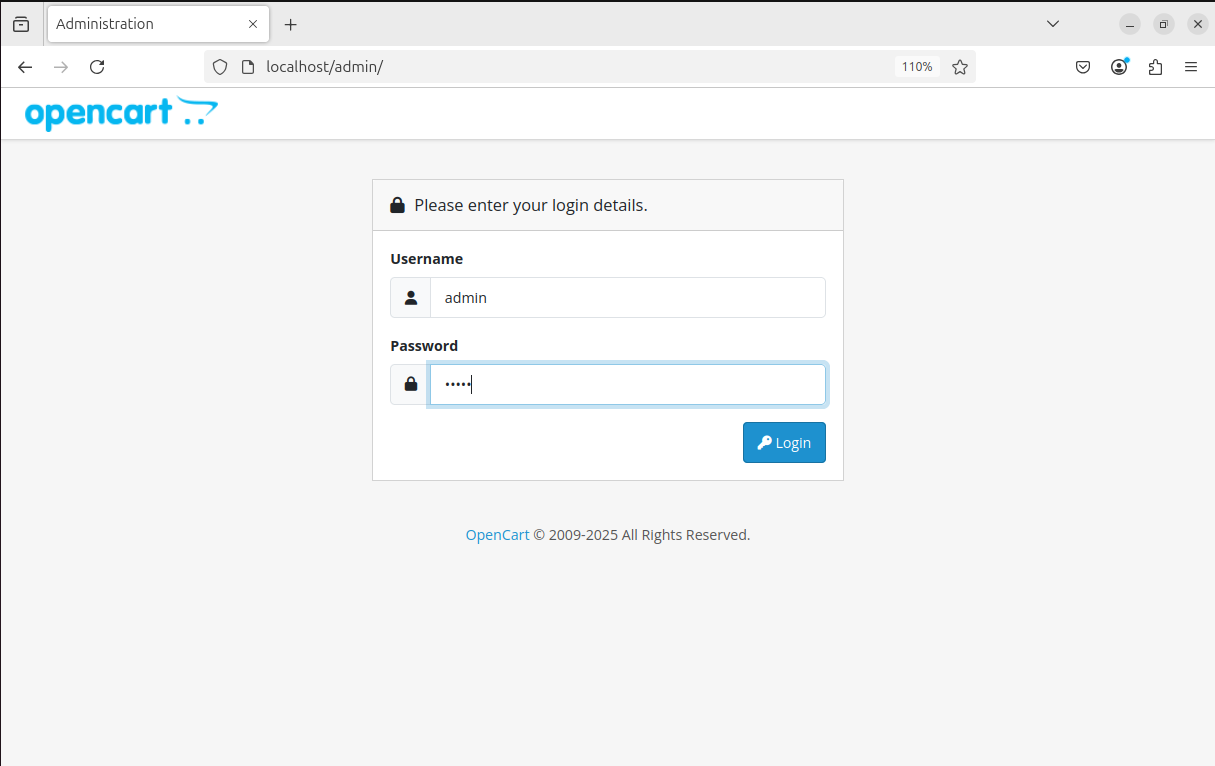 Administration
localhost/admin/
110%
opencart
Please enter your login details.
Username
admin
Password
•••••
Login
OpenCart © 2009-2025 All Rights Reserved.